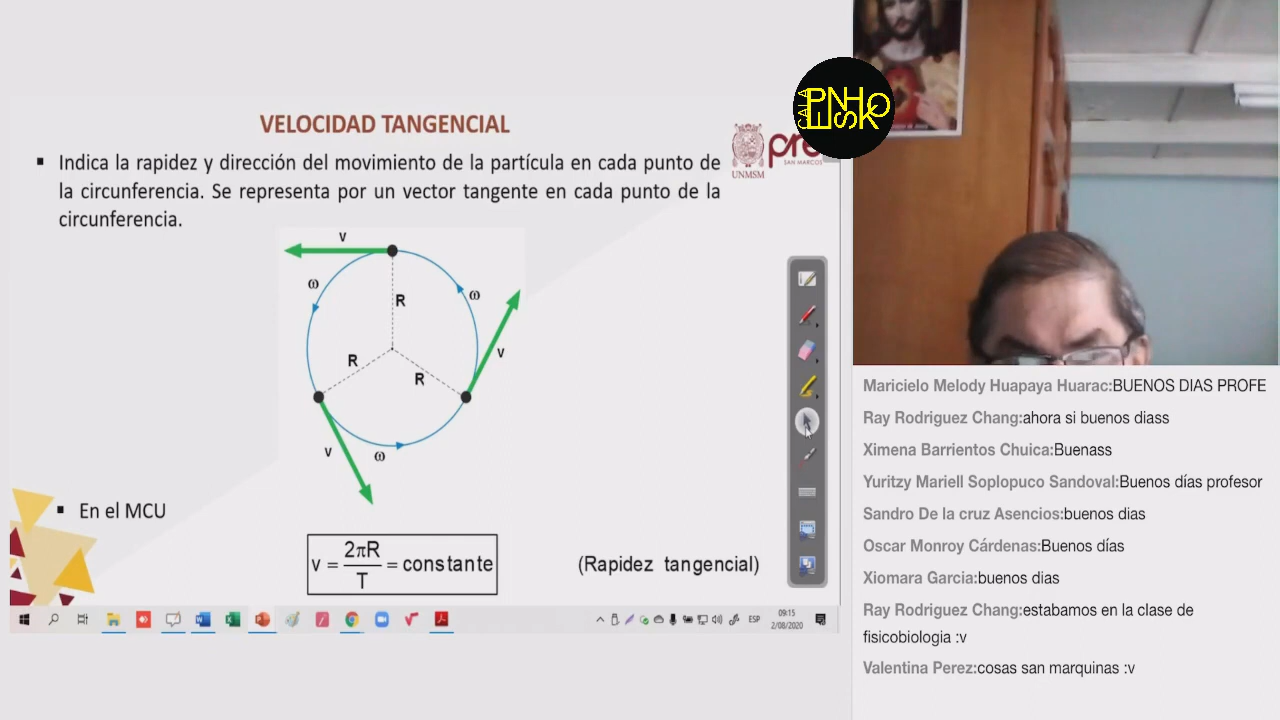 VELOCIDAD TANGENCIAL
▪ Indica la rapidez y dirección del movimiento de la partícula en cada punto de
la circunferencia. Se representa por un vector tangente en cada punto de la
circunferencia.
UNMSM
pre
SAN MARCOS
CALA
PNHO
ESK
v
ω
R
ω
R
R
v
v
ω
▪ En el MCU
v = 2πR/T = constante
(Rapidez tangencial)
ESP
09:15
2/08/2020
Maricielo Melody Huapaya Huarac:BUENOS DIAS PROFE
Ray Rodriguez Chang:ahora si buenos diass
Ximena Barrientos Chuica:Buenass
Yuritzy Mariell Soplopuco Sandoval:Buenos días profesor
Sandro De la cruz Asencios:buenos dias
Oscar Monroy Cárdenas:Buenos días
Xiomara Garcia:buenos dias
Ray Rodriguez Chang:estabamos en la clase de
fisicobiologia :v
Valentina Perez:cosas san marquinas :v